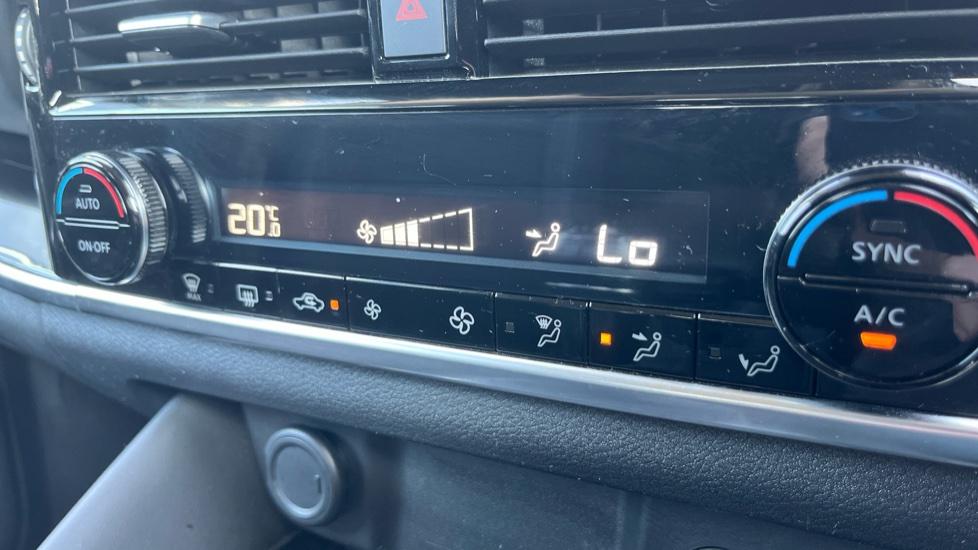 20.0°C
Lo
AUTO
ON·OFF
MAX
SYNC
A/C